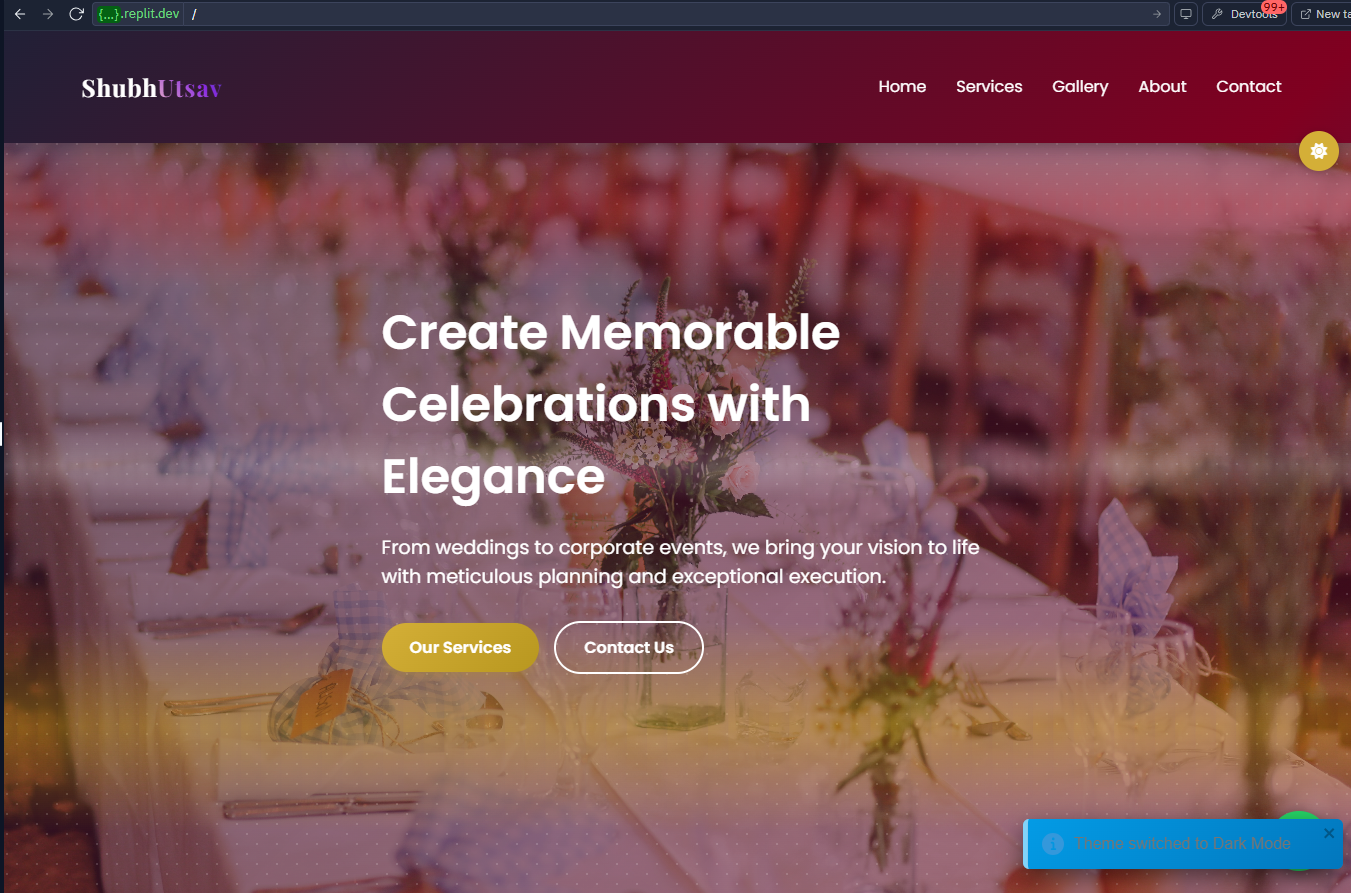 {...}.replit.dev /
Devtools
99+
New ta
ShubhUtsav
Home Services Gallery About Contact
Create Memorable
Celebrations with
Elegance
From weddings to corporate events, we bring your vision to life
with meticulous planning and exceptional execution.
Our Services Contact Us
Theme switched to Dark Mode